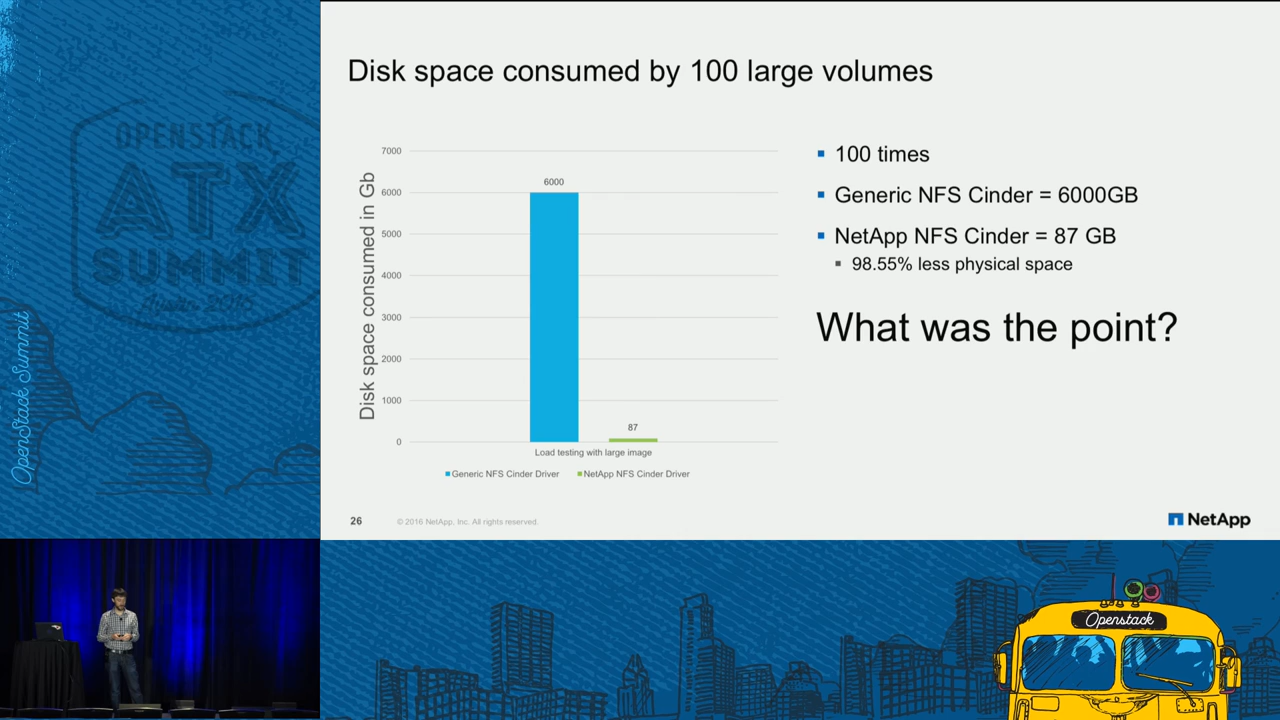 OPENSTACK
ATX
SUMMIT
Austin 2016
OpenStack Summit
Disk space consumed by 100 large volumes
Disk space consumed in Gb
7000
6000
5000
4000
3000
2000
1000
0
6000
87
Load testing with large image
Generic NFS Cinder Driver
NetApp NFS Cinder Driver
100 times
Generic NFS Cinder = 6000GB
NetApp NFS Cinder = 87 GB
98.55% less physical space
What was the point?
26
© 2016 NetApp, Inc. All rights reserved.
NetApp
Openstack